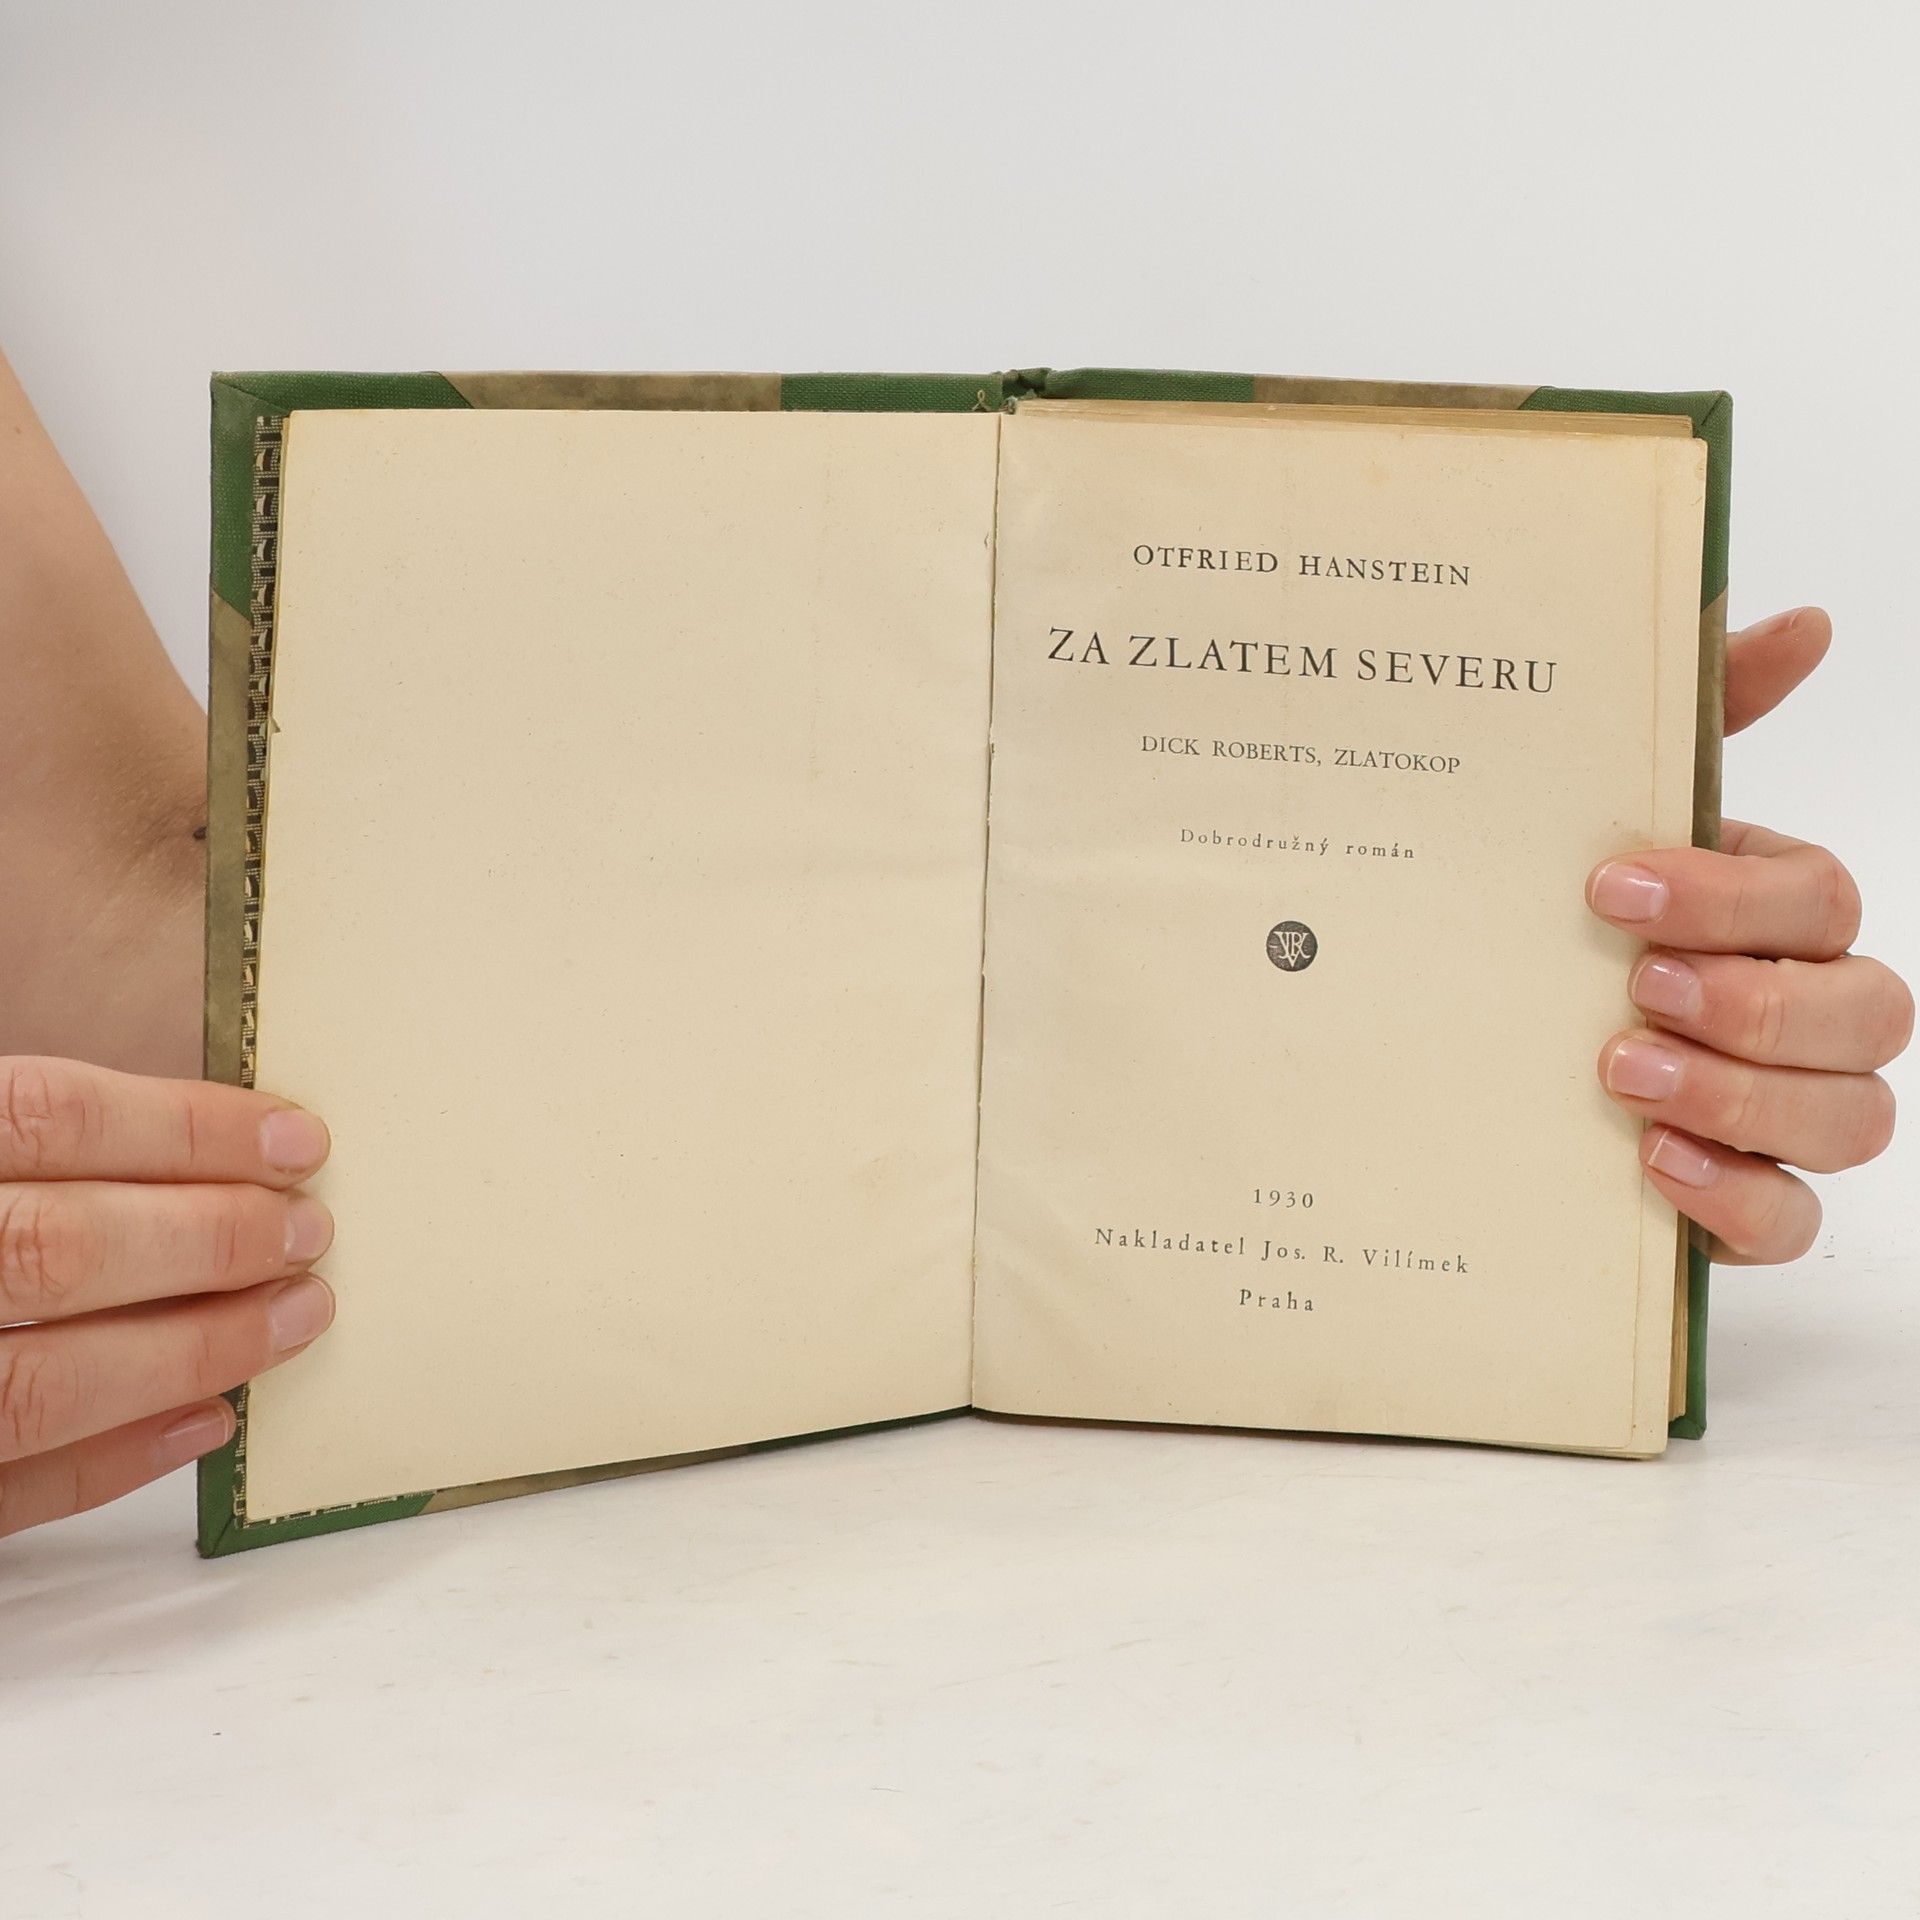 OTFRIED HANSTEIN
ZA ZLATEM SEVERU
DICK ROBERTS, ZLATOKOP
Dobrodružný román
1930
Nakladatel Jos. R. Vilímek
Praha